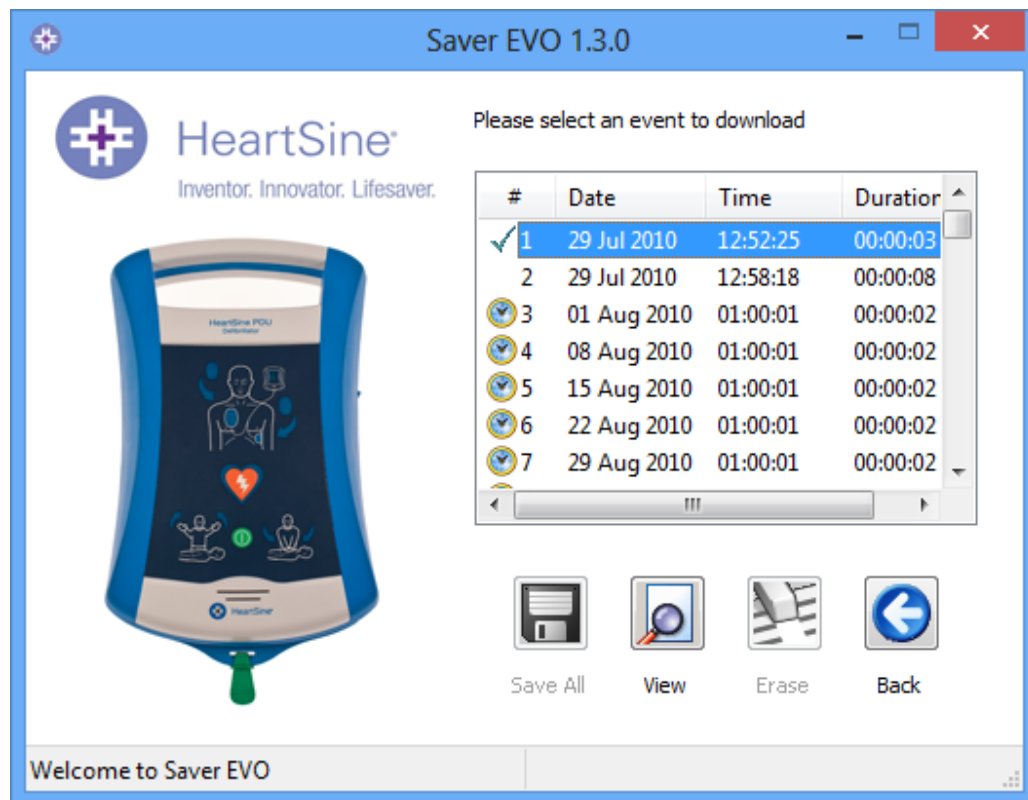 Saver EVO 1.3.0
HeartSine
Inventor. Innovator. Lifesaver.
Please select an event to download
# Date Time Duration
1 29 Jul 2010 12:52:25 00:00:03
2 29 Jul 2010 12:58:18 00:00:08
3 01 Aug 2010 01:00:01 00:00:02
4 08 Aug 2010 01:00:01 00:00:02
5 15 Aug 2010 01:00:01 00:00:02
6 22 Aug 2010 01:00:01 00:00:02
7 29 Aug 2010 01:00:01 00:00:02
HeartSine PDU
Defibrillator
HeartSine
Save All View Erase Back
Welcome to Saver EVO